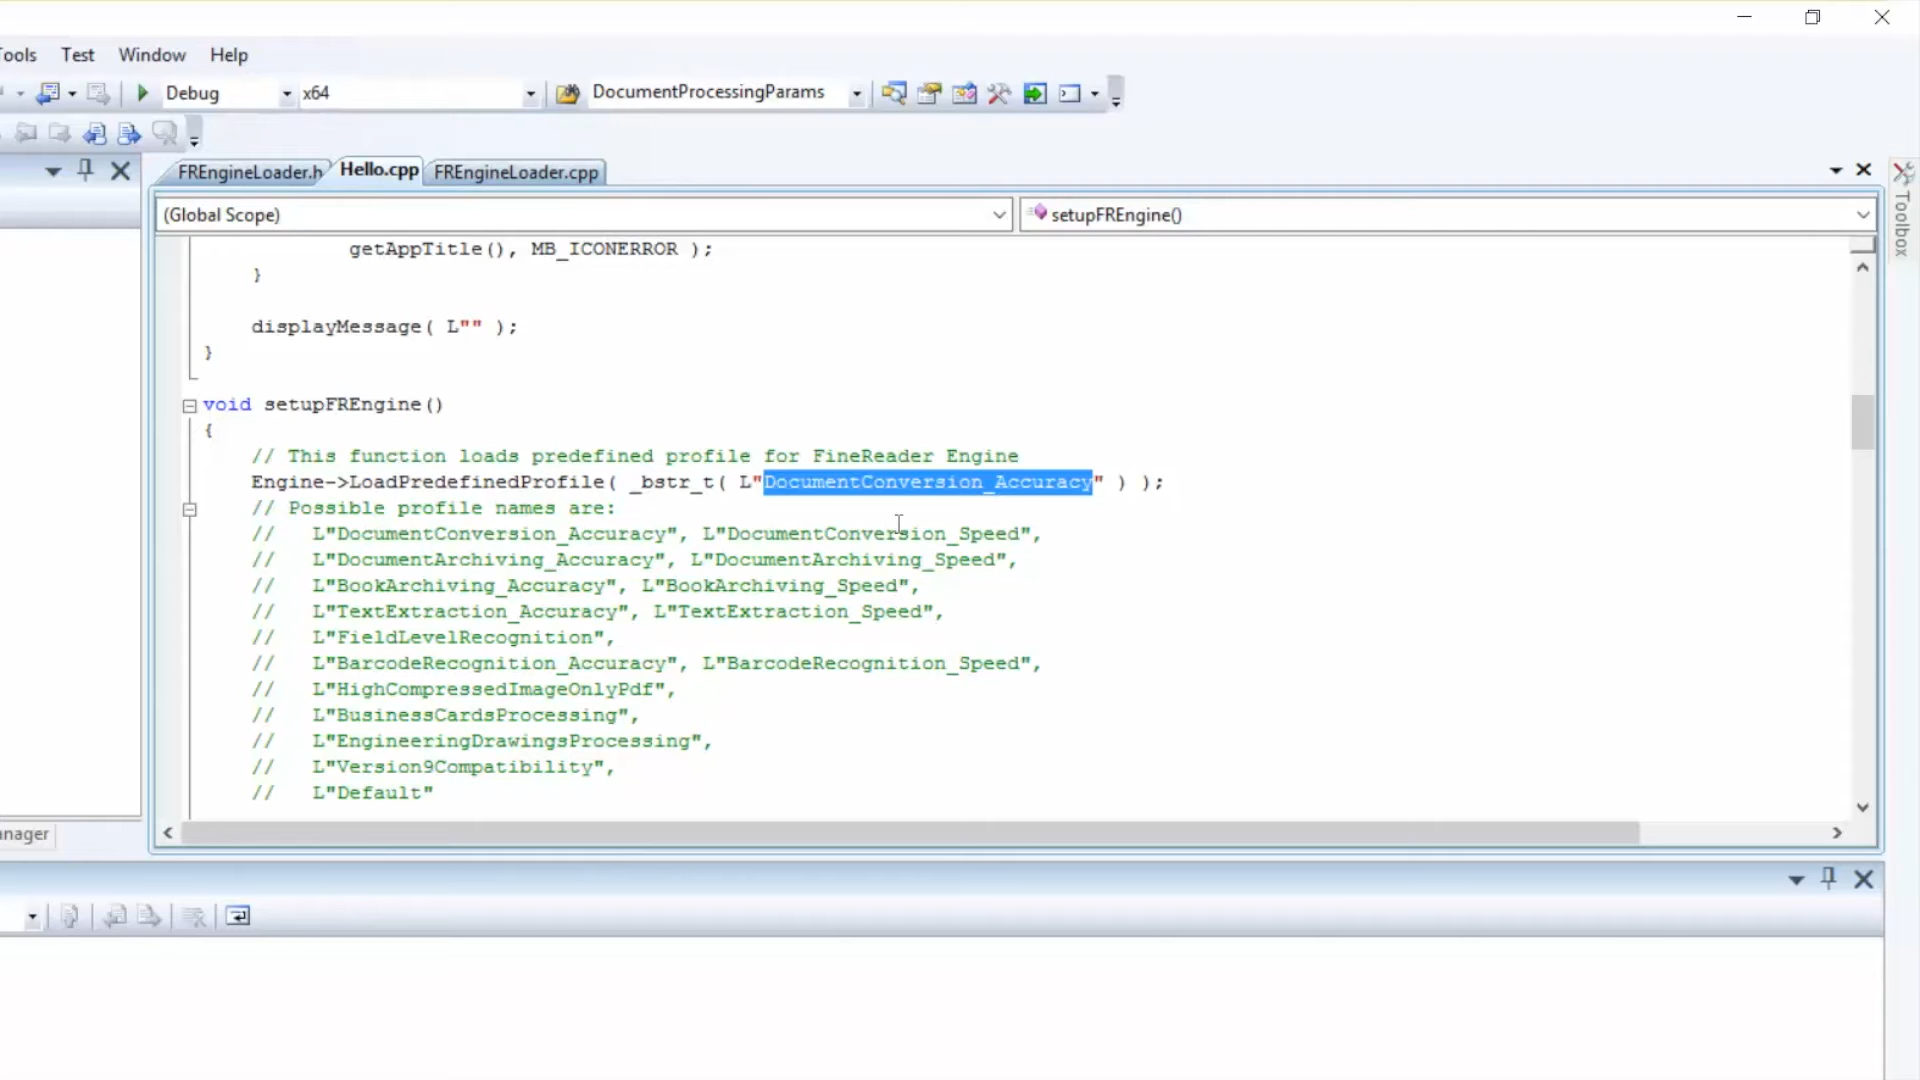 ools Test Window Help
Debug x64 DocumentProcessingParams
FREngineLoader.h Hello.cpp FREngineLoader.cpp
Toolbox
(Global Scope) setupFREngine()
getAppTitle(), MB_ICONERROR );
}
displayMessage( L"" );
}
void setupFREngine()
{
// This function loads predefined profile for FineReader Engine
Engine->LoadPredefinedProfile( _bstr_t( L"DocumentConversion_Accuracy" ) );
// Possible profile names are:
//   L"DocumentConversion_Accuracy", L"DocumentConversion_Speed",
//   L"DocumentArchiving_Accuracy", L"DocumentArchiving_Speed",
//   L"BookArchiving_Accuracy", L"BookArchiving_Speed",
//   L"TextExtraction_Accuracy", L"TextExtraction_Speed",
//   L"FieldLevelRecognition",
//   L"BarcodeRecognition_Accuracy", L"BarcodeRecognition_Speed",
//   L"HighCompressedImageOnlyPdf",
//   L"BusinessCardsProcessing",
//   L"EngineeringDrawingsProcessing",
//   L"Version9Compatibility",
//   L"Default"
anager